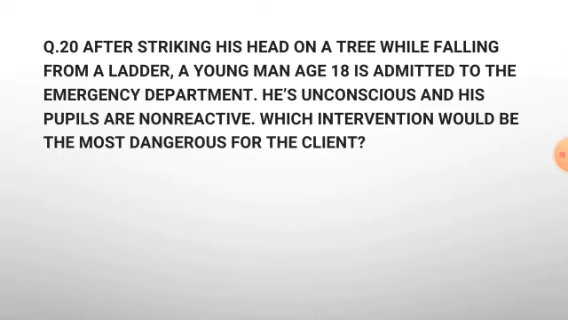 Q.20 AFTER STRIKING HIS HEAD ON A TREE WHILE FALLING
FROM A LADDER, A YOUNG MAN AGE 18 IS ADMITTED TO THE
EMERGENCY DEPARTMENT. HE'S UNCONSCIOUS AND HIS
PUPILS ARE NONREACTIVE. WHICH INTERVENTION WOULD BE
THE MOST DANGEROUS FOR THE CLIENT?